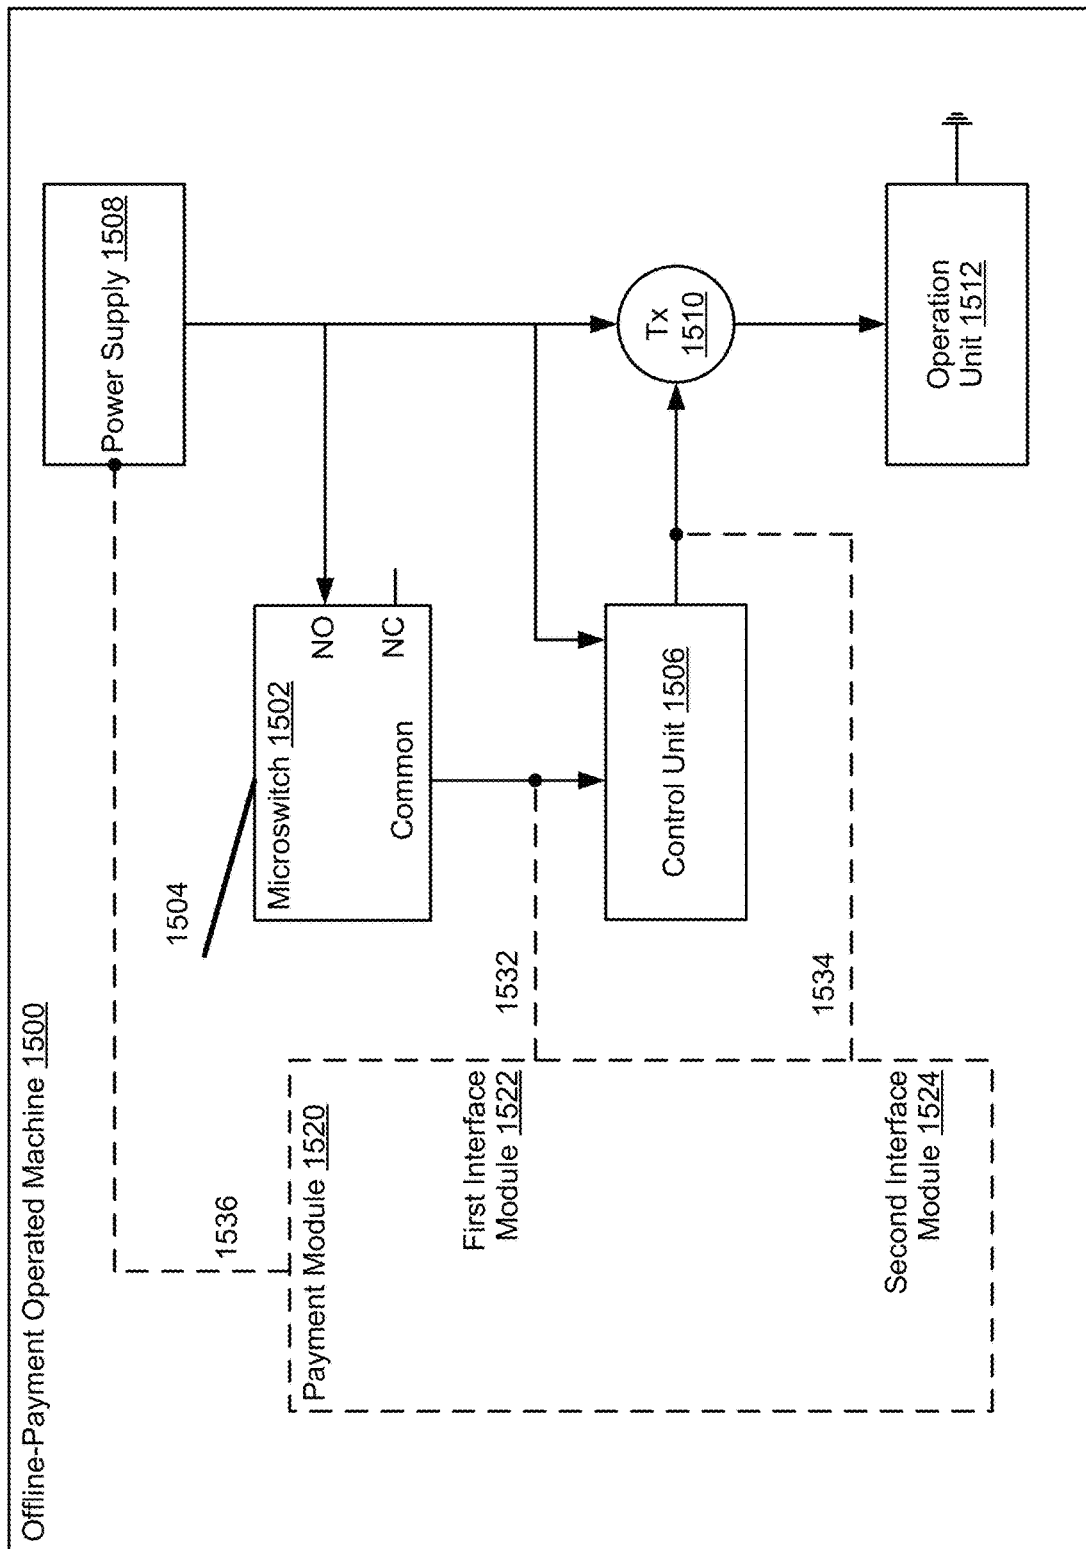 Offline-Payment Operated Machine 1500
1504
1536
Power Supply 1508
Microswitch 1502
NO
NC
Common
Payment Module 1520
First Interface
Module 1522
1532
Control Unit 1506
Tx
1510
Second Interface
Module 1524
1534
Operation
Unit 1512